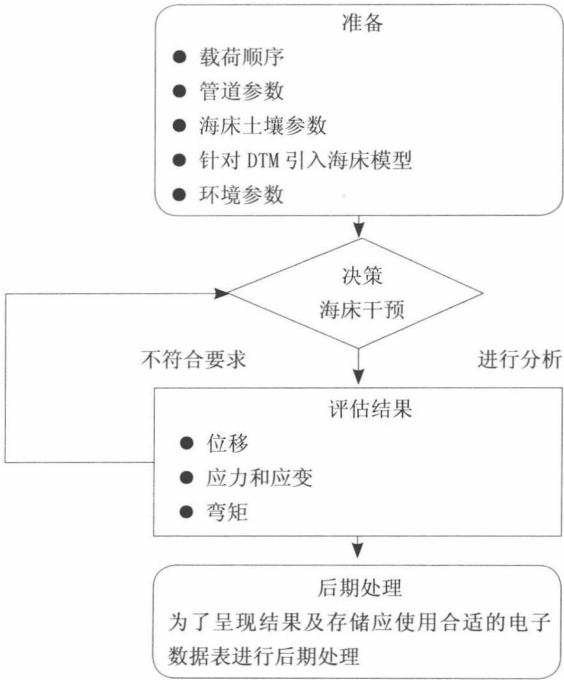 准备
● 载荷顺序
● 管道参数
● 海床土壤参数
● 针对 DTM 引入海床模型
● 环境参数
决策
海床干预
不符合要求
进行分析
评估结果
● 位移
● 应力和应变
● 弯矩
后期处理
为了呈现结果及存储应使用合适的电子
数据表进行后期处理